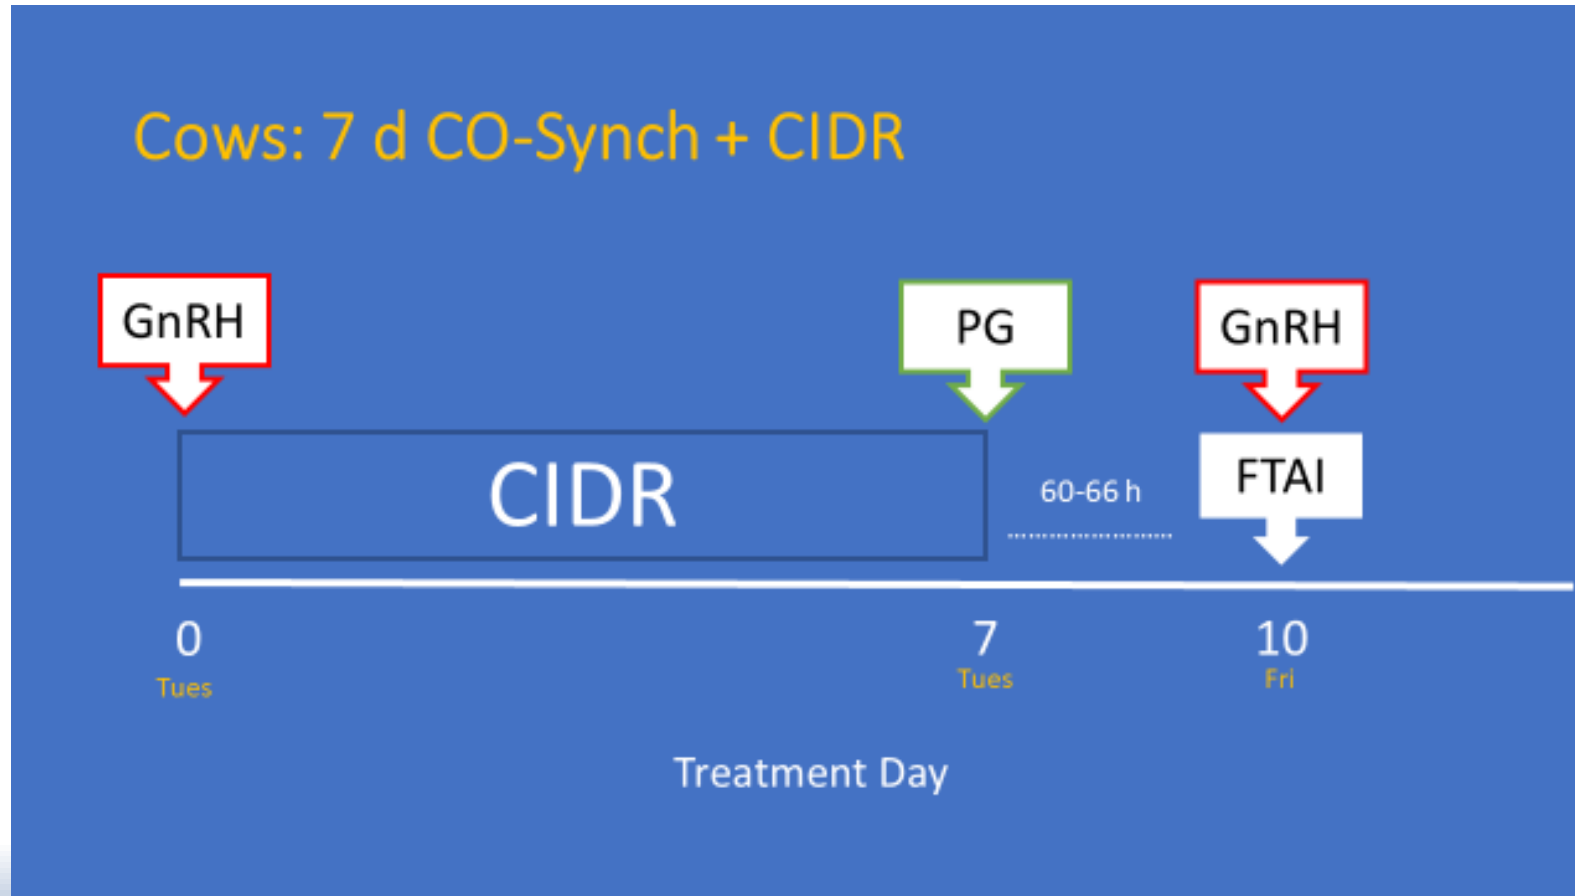 Cows: 7 d CO-Synch + CIDR
GnRH
PG
GnRH
CIDR
60-66 h
FTAI
0
7
10
Tues
Tues
Fri
Treatment Day